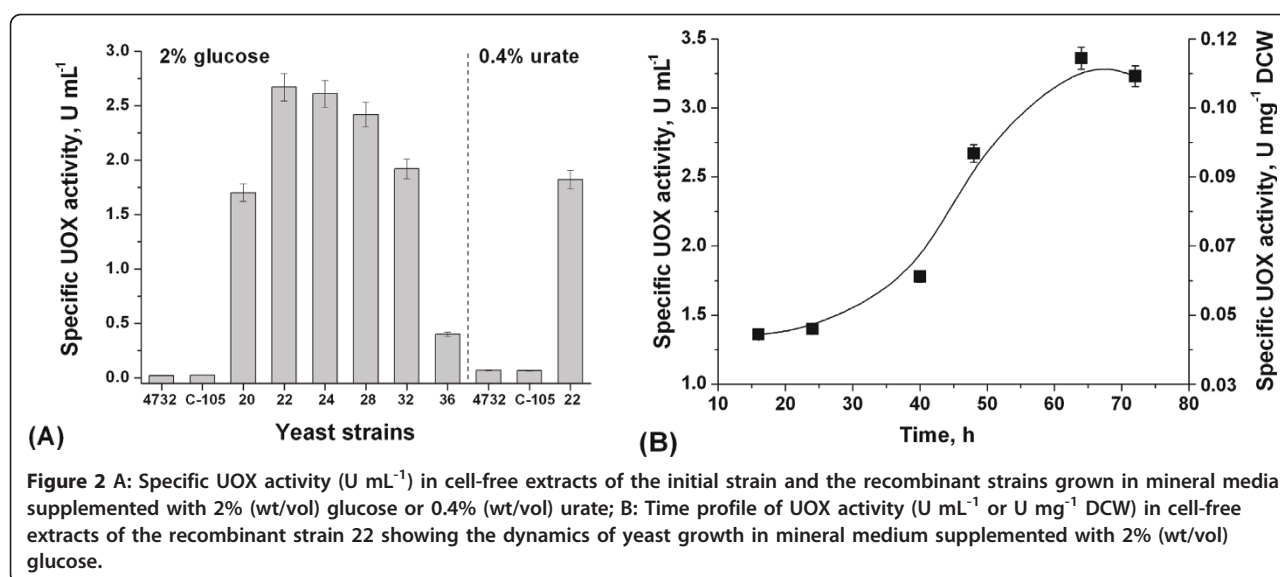 2% glucose
0.4% urate
Specific UOX activity, U mL⁻¹
3.0
2.5
2.0
1.5
1.0
0.5
0.0
4732 C-105 20 22 24 28 32 36 4732 C-105 22
Yeast strains
(A)
Specific UOX activity, U mL⁻¹
3.5
3.0
2.5
2.0
1.5
1.0
10 20 30 40 50 60 70 80
Time, h
0.12
0.10
0.09
0.07
0.05
0.03
Specific UOX activity, U mg⁻¹ DCW
(B)
Figure 2 A: Specific UOX activity (U mL⁻¹) in cell-free extracts of the initial strain and the recombinant strains grown in mineral media
supplemented with 2% (wt/vol) glucose or 0.4% (wt/vol) urate; B: Time profile of UOX activity (U mL⁻¹ or U mg⁻¹ DCW) in cell-free
extracts of the recombinant strain 22 showing the dynamics of yeast growth in mineral medium supplemented with 2% (wt/vol)
glucose.